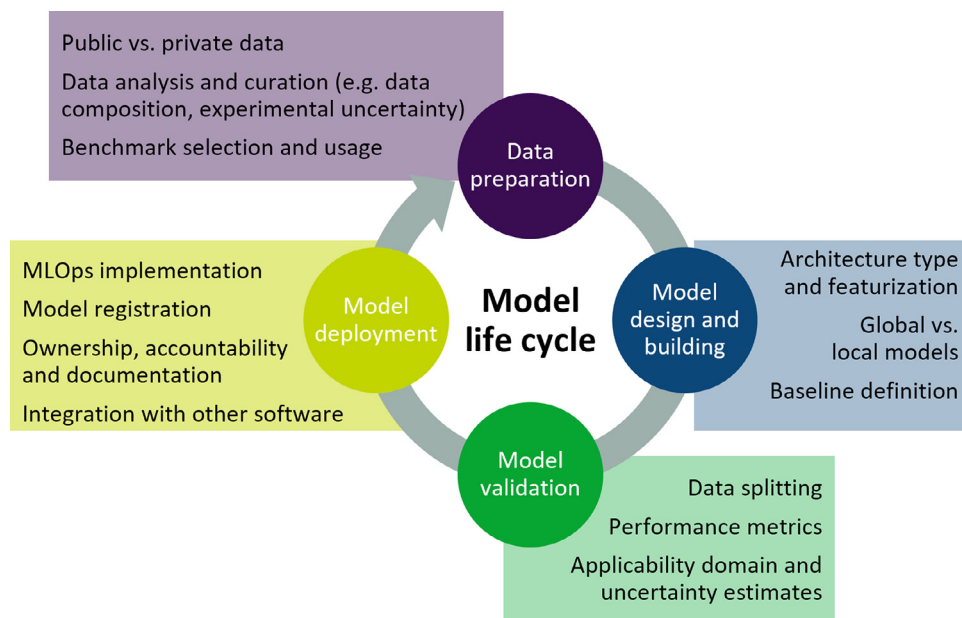 Public vs. private data
Data analysis and curation (e.g. data
composition, experimental uncertainty)
Benchmark selection and usage
Data
preparation
MLOps implementation
Model registration
Ownership, accountability
and documentation
Integration with other software
Model
deployment
Model
life cycle
Model
design and
building
Architecture type
and featurization
Global vs.
local models
Baseline definition
Model
validation
Data splitting
Performance metrics
Applicability domain and
uncertainty estimates